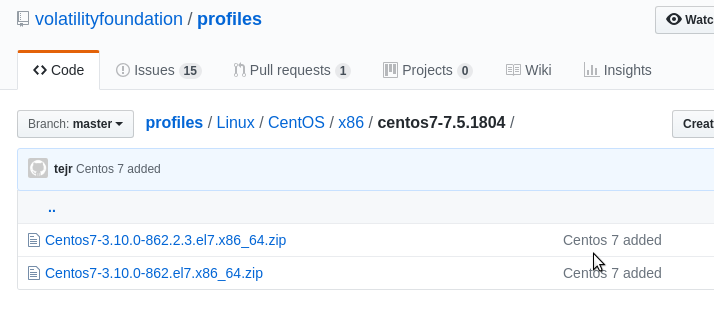 volatilityfoundation / profiles
Watc
Code Issues 15 Pull requests 1 Projects 0 Wiki Insights
Branch: master profiles / Linux / CentOS / x86 / centos7-7.5.1804 /
Creat
tejr Centos 7 added
..
Centos7-3.10.0-862.2.3.el7.x86_64.zip Centos 7 added
Centos7-3.10.0-862.el7.x86_64.zip Centos 7 added